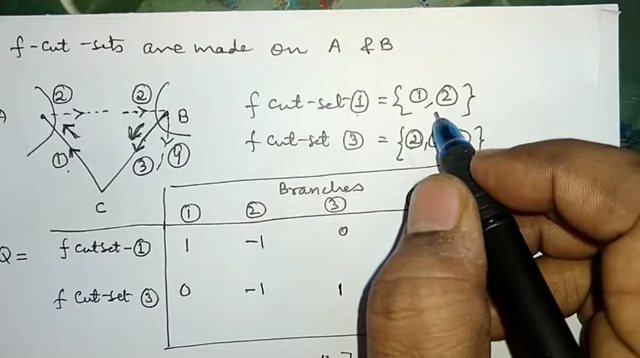 f-cut-sets are made on A & B
A ② ② B
f cut-set ① = {①, ②}
f cut-set ③ = {②, }
① ③, ④
C
Branches
① ② ③
Q =
f cutset-① 1 -1 0
f cut-set ③ 0 -1 1